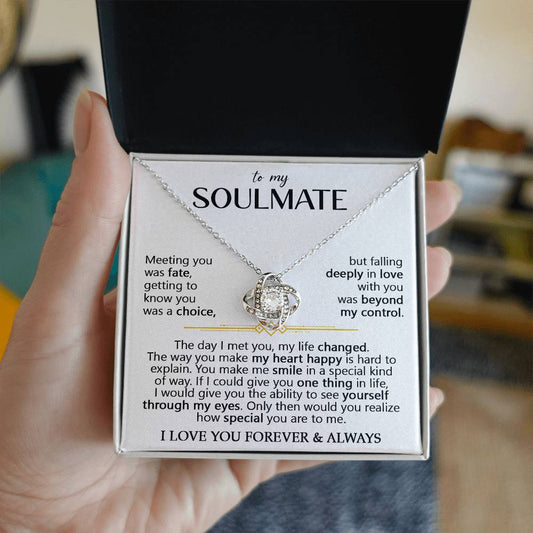 to my
SOULMATE
Meeting you
was fate,
getting to
know you
was a choice,
but falling
deeply in love
with you
was beyond
my control.
The day I met you, my life changed.
The way you make my heart happy is hard to
explain. You make me smile in a special kind
of way. If I could give you one thing in life,
I would give you the ability to see yourself
through my eyes. Only then would you realize
how special you are to me.
I LOVE YOU FOREVER & ALWAYS